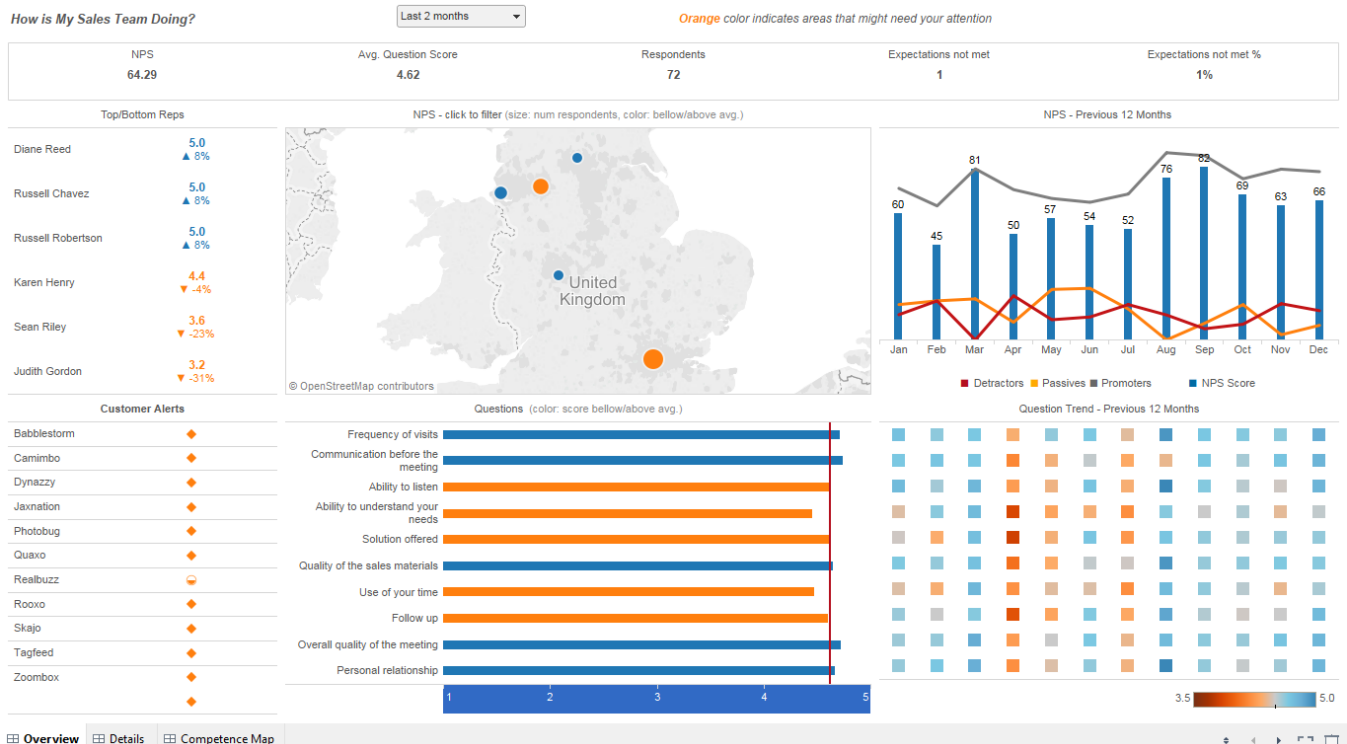 How is My Sales Team Doing?
Last 2 months
Orange color indicates areas that might need your attention
NPS
Avg. Question Score
Respondents
Expectations not met
Expectations not met %
64.29
4.62
72
1
1%
Top/Bottom Reps
Diane Reed
5.0
▲ 8%
Russell Chavez
5.0
▲ 8%
Russell Robertson
5.0
▲ 8%
Karen Henry
4.4
▼ -4%
Sean Riley
3.6
▼ -23%
Judith Gordon
3.2
▼ -31%
NPS - click to filter (size: num respondents, color: bellow/above avg.)
United
Kingdom
© OpenStreetMap contributors
NPS - Previous 12 Months
60
45
81
50
57
54
52
76
82
69
63
66
Jan Feb Mar Apr May Jun Jul Aug Sep Oct Nov Dec
Detractors Passives Promoters NPS Score
Customer Alerts
Babblestorm
Camimbo
Dynazzy
Jaxnation
Photobug
Quaxo
Realbuzz
Rooxo
Skajo
Tagfeed
Zoombox
Questions (color: score bellow/above avg.)
Frequency of visits
Communication before the
meeting
Ability to listen
Ability to understand your
needs
Solution offered
Quality of the sales materials
Use of your time
Follow up
Overall quality of the meeting
Personal relationship
1 2 3 4 5
Question Trend - Previous 12 Months
3.5 5.0
Overview Details Competence Map